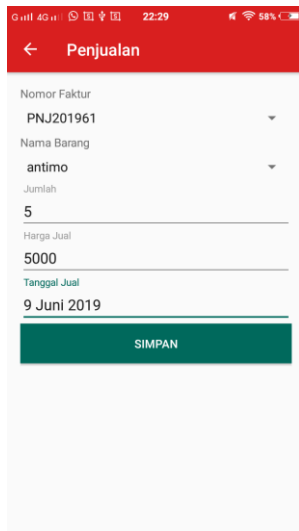 G 4G 22:29 58%
Penjualan
Nomor Faktur
PNJ201961
Nama Barang
antimo
Jumlah
5
Harga Jual
5000
Tanggal Jual
9 Juni 2019
SIMPAN